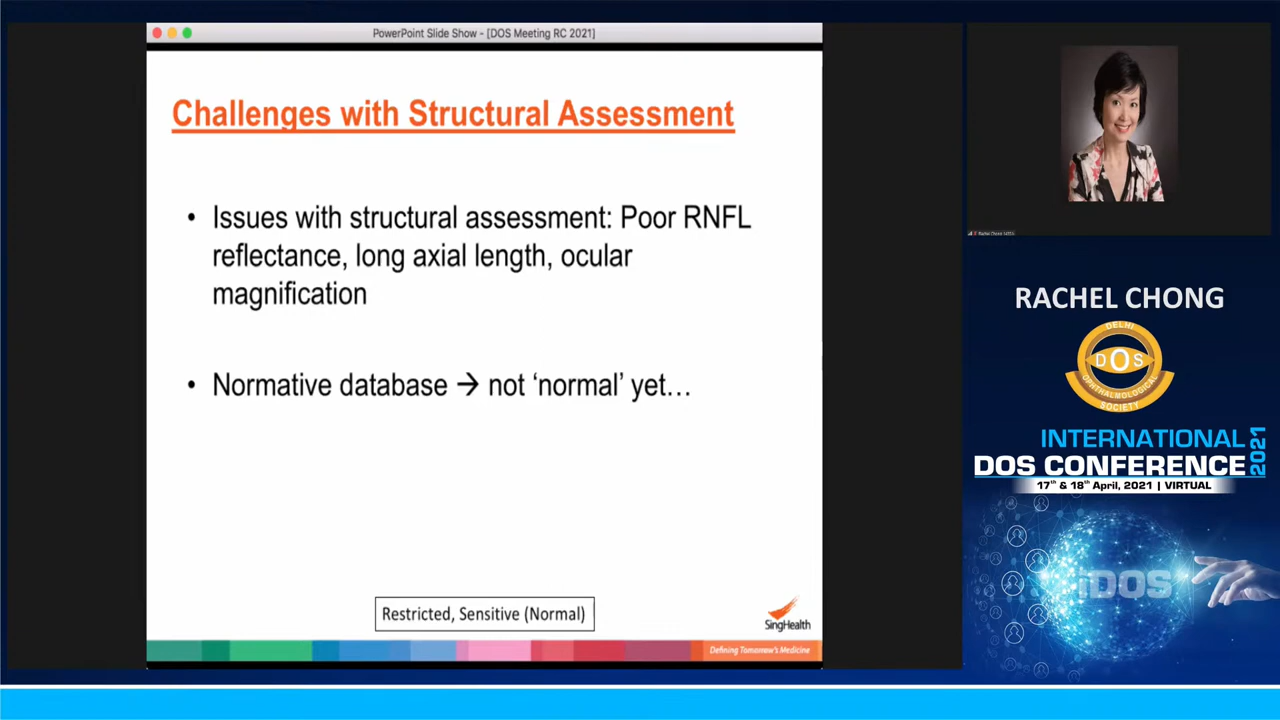 PowerPoint Slide Show - [DOS Meeting RC 2021]
Challenges with Structural Assessment
• Issues with structural assessment: Poor RNFL
reflectance, long axial length, ocular
magnification
• Normative database → not ‘normal’ yet…
Restricted, Sensitive (Normal)
SingHealth
Defining Tomorrow's Medicine
RACHEL CHONG
DELHI
DOS
OPHTHALMOLOGICAL
SOCIETY
INTERNATIONAL
DOS CONFERENCE
2021
17th & 18th April, 2021 | VIRTUAL
iDOS